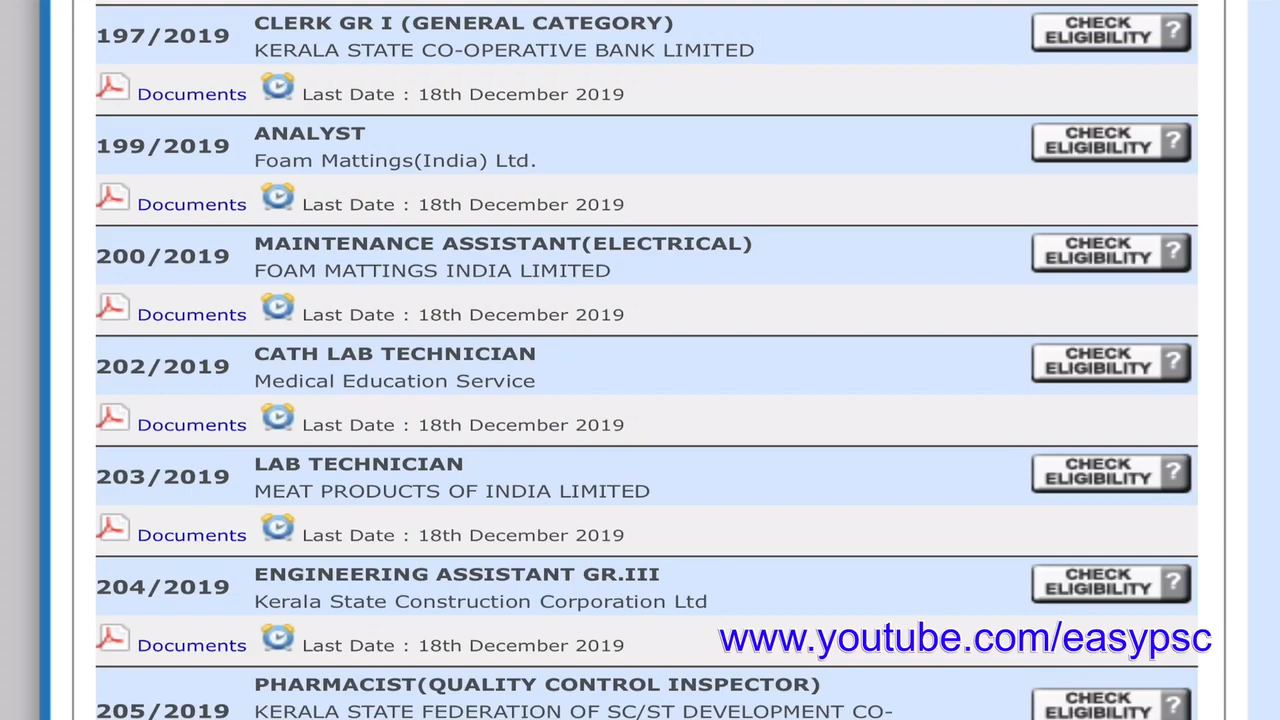 197/2019
CLERK GR I (GENERAL CATEGORY)
KERALA STATE CO-OPERATIVE BANK LIMITED
CHECK
ELIGIBILITY ?
Documents Last Date : 18th December 2019
199/2019
ANALYST
Foam Mattings(India) Ltd.
CHECK
ELIGIBILITY ?
Documents Last Date : 18th December 2019
200/2019
MAINTENANCE ASSISTANT(ELECTRICAL)
FOAM MATTINGS INDIA LIMITED
CHECK
ELIGIBILITY ?
Documents Last Date : 18th December 2019
202/2019
CATH LAB TECHNICIAN
Medical Education Service
CHECK
ELIGIBILITY ?
Documents Last Date : 18th December 2019
203/2019
LAB TECHNICIAN
MEAT PRODUCTS OF INDIA LIMITED
CHECK
ELIGIBILITY ?
Documents Last Date : 18th December 2019
204/2019
ENGINEERING ASSISTANT GR.III
Kerala State Construction Corporation Ltd
CHECK
ELIGIBILITY ?
Documents Last Date : 18th December 2019
www.youtube.com/easypsc
205/2019
PHARMACIST(QUALITY CONTROL INSPECTOR)
KERALA STATE FEDERATION OF SC/ST DEVELOPMENT CO-
CHECK
ELIGIBILITY ?